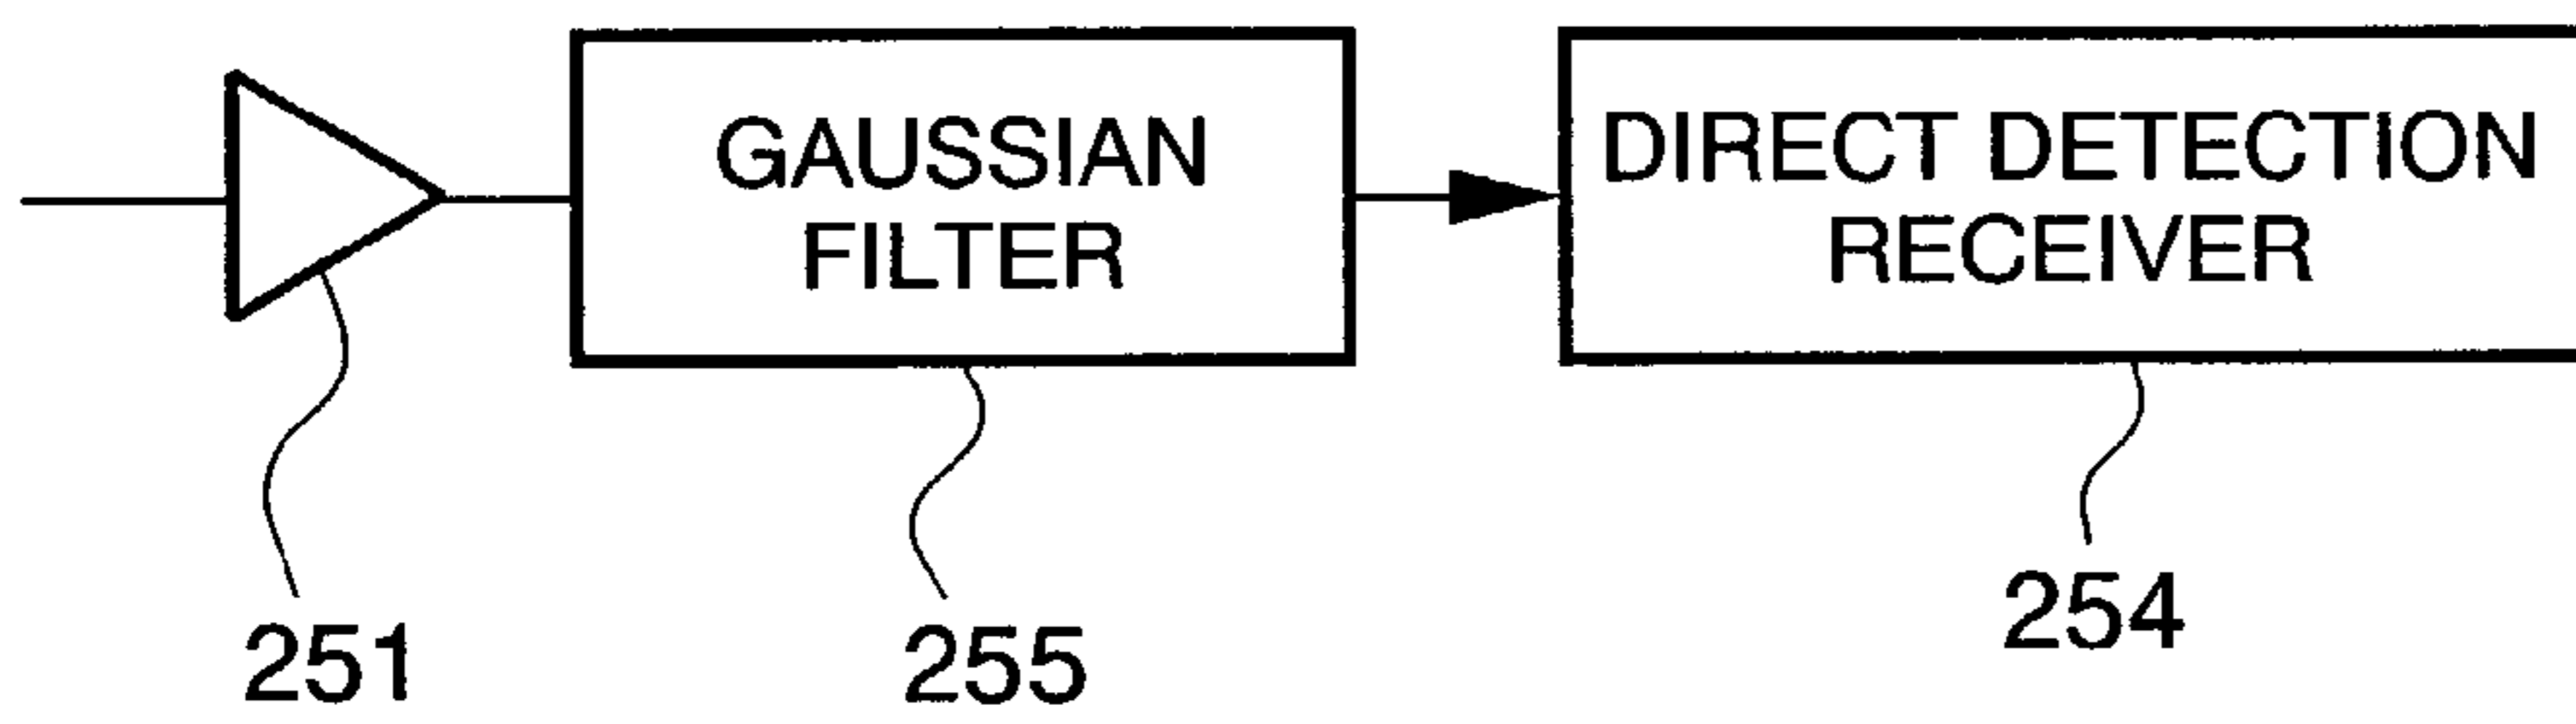 GAUSSIAN
FILTER
DIRECT DETECTION
RECEIVER
251
255
254